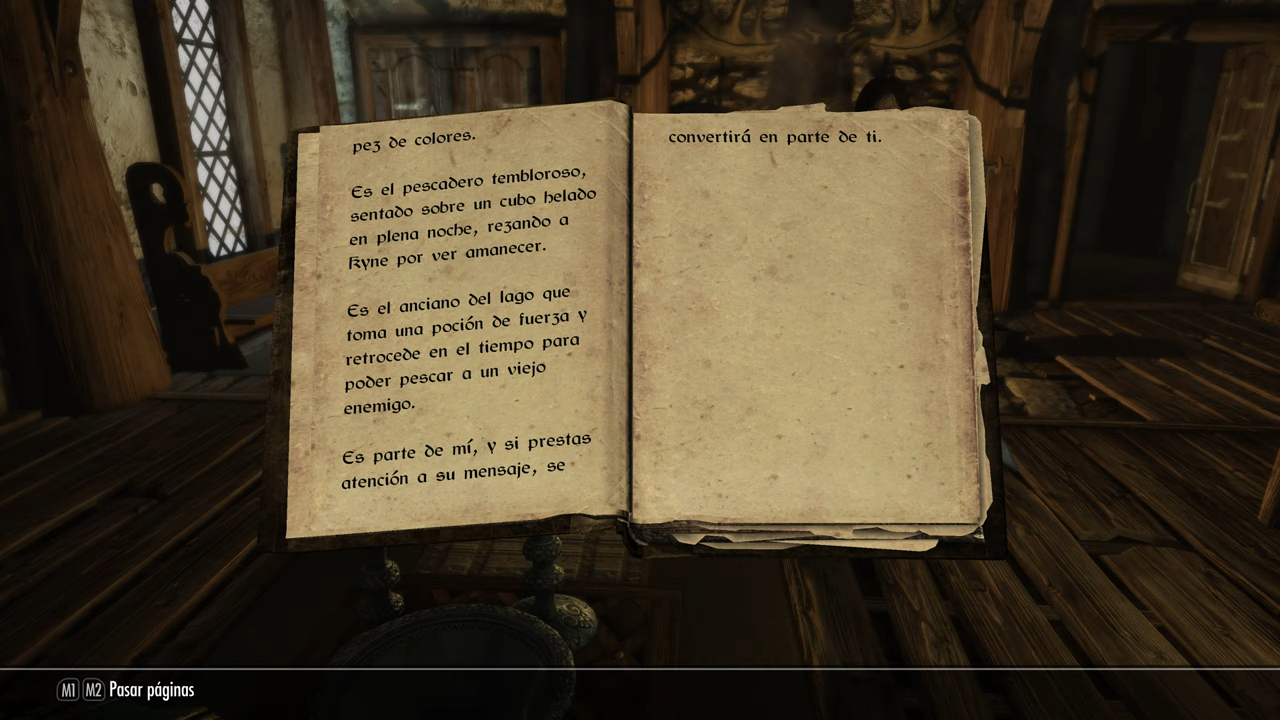 pez de colores.
Es el pescadero tembloroso,
sentado sobre un cubo helado
en plena noche, rezando a
Kyne por ver amanecer.
Es el anciano del lago que
toma una poción de fuerza y
retrocede en el tiempo para
poder pescar a un viejo
enemigo.
Es parte de mí, y si prestas
atención a su mensaje, se
convertirá en parte de ti.
M1 M2 Pasar páginas